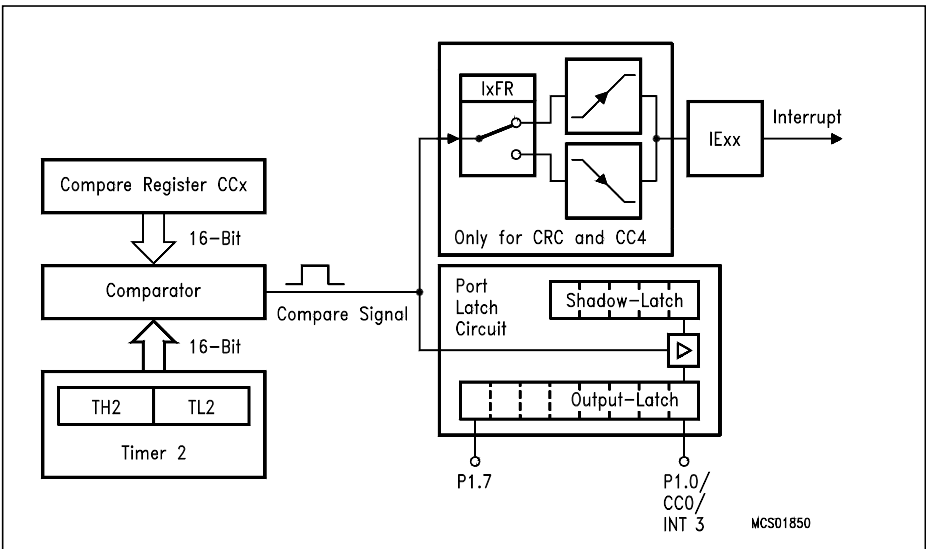 IxFR
IExx
Interrupt
Only for CRC and CC4
Compare Register CCx
16-Bit
Comparator
Compare Signal
16-Bit
TH2
TL2
Timer 2
Port
Latch
Circuit
Shadow-Latch
Output-Latch
P1.7
P1.0/
CC0/
INT 3
MCS01850